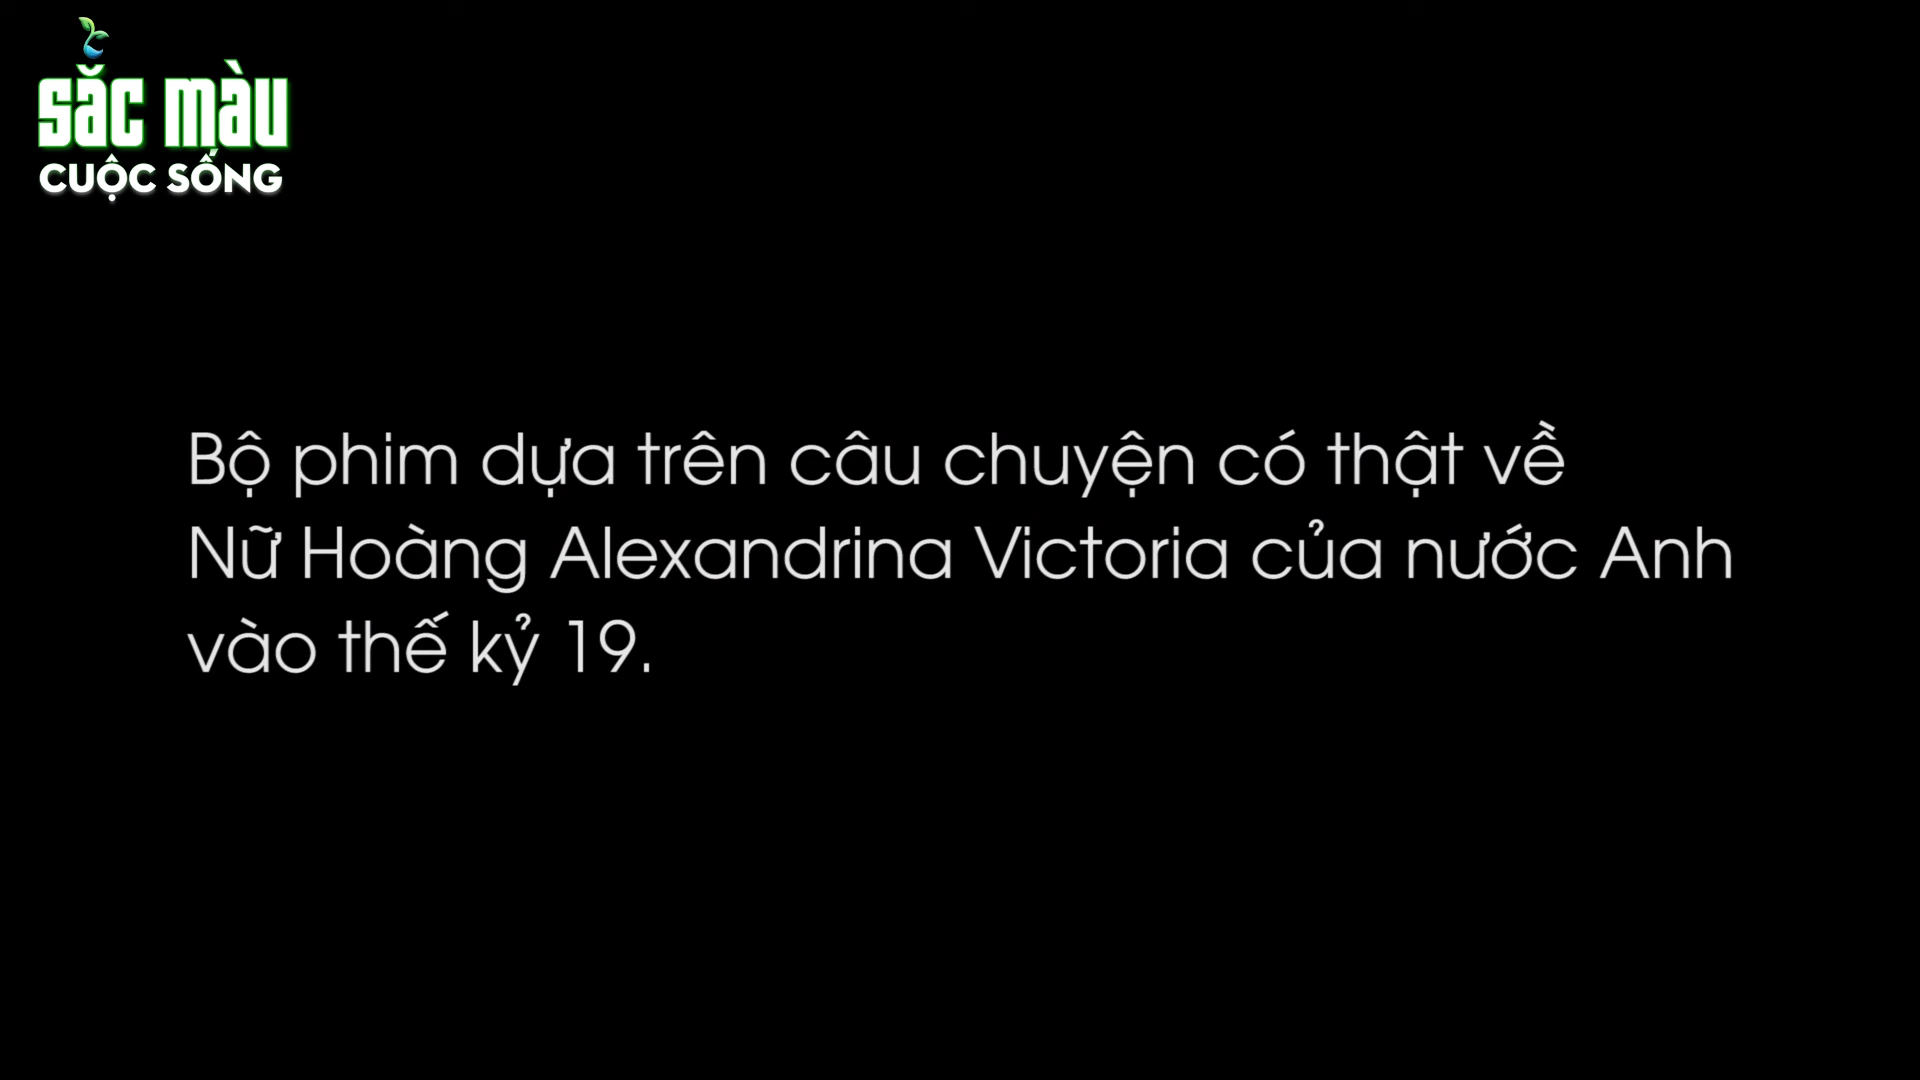 sắc màu
CUỘC SỐNG
Bộ phim dựa trên câu chuyện có thật về
Nữ Hoàng Alexandrina Victoria của nước Anh
vào thế kỷ 19.